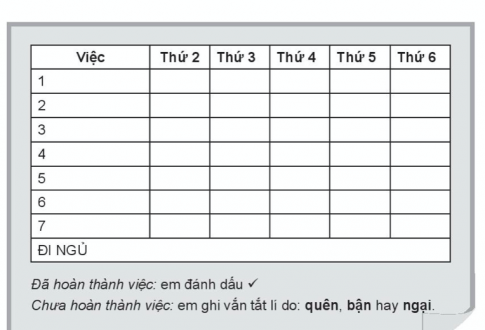 Việc Thứ 2 Thứ 3 Thứ 4 Thứ 5 Thứ 6
1
2
3
4
5
6
7
ĐI NGỦ
Đã hoàn thành việc: em đánh dấu ✓
Chưa hoàn thành việc: em ghi vắn tắt lí do: quên, bận hay ngại.